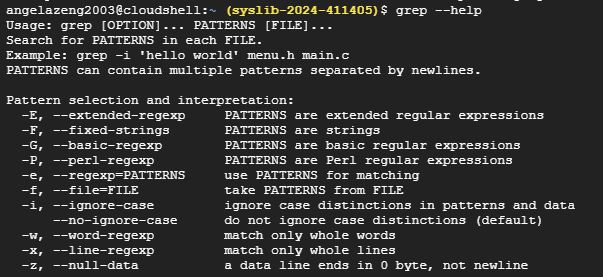 angelazeng2003@cloudshell:~ (syslib-2024-411405)$ grep --help
Usage: grep [OPTION]... PATTERNS [FILE]...
Search for PATTERNS in each FILE.
Example: grep -i 'hello world' menu.h main.c
PATTERNS can contain multiple patterns separated by newlines.

Pattern selection and interpretation:
  -E, --extended-regexp     PATTERNS are extended regular expressions
  -F, --fixed-strings       PATTERNS are strings
  -G, --basic-regexp        PATTERNS are basic regular expressions
  -P, --perl-regexp         PATTERNS are Perl regular expressions
  -e, --regexp=PATTERNS     use PATTERNS for matching
  -f, --file=FILE           take PATTERNS from FILE
  -i, --ignore-case         ignore case distinctions in patterns and data
      --no-ignore-case      do not ignore case distinctions (default)
  -w, --word-regexp         match only whole words
  -x, --line-regexp         match only whole lines
  -z, --null-data           a data line ends in 0 byte, not newline